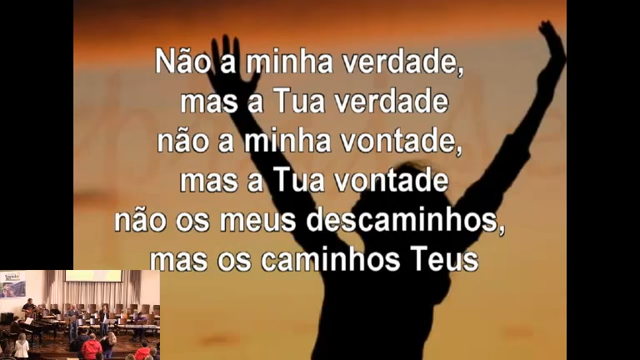 Não a minha verdade,
mas a Tua verdade
não a minha vontade,
mas a Tua vontade
não os meus descaminhos,
mas os caminhos Teus